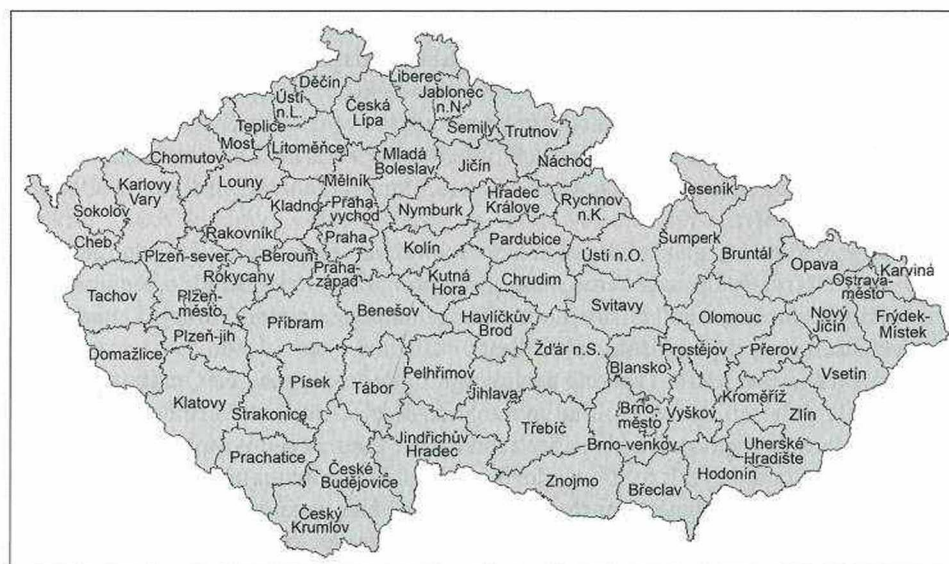 Děčín
Liberec
Jablonec
n.N.
Ústí
n.L.
Česká
Lípa
Teplice
Most
Semily
Trutnov
Chomutov
Litoměřice
Mladá
Boleslav
Jičín
Náchod
Karlovy
Vary
Louny
Mělník
Jeseník
Sokolov
Kladno
Praha-
východ
Nymburk
Hradec
Králove
Rychnov
n.K.
Cheb
Rakovník
Praha
Kolín
Pardubice
Šumperk
Bruntál
Plzeň-sever
Beroun
Ústí n.O.
Opava
Karviná
Rokycany
Praha-
západ
Kutná
Hora
Chrudim
Ostrava-
město
Tachov
Plzeň-
město
Příbram
Benešov
Havlíčkův
Brod
Svitavy
Olomouc
Nový
Jičín
Frýdek-
Místek
Domažlice
Plzeň-jih
Žďár n.S.
Prostějov
Přerov
Klatovy
Písek
Tábor
Pelhřimov
Jihlava
Blansko
Vsetín
Strakonice
Třebíč
Brno-
město
Vyškov
Kroměříž
Zlín
Prachatice
Jindřichův
Hradec
Brno-venkov
Uherské
Hradiště
České
Budějovice
Znojmo
Břeclav
Hodonín
Český
Krumlov